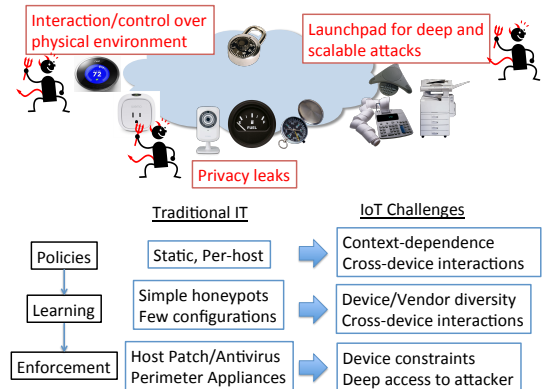 Interaction/control over
physical environment
Launchpad for deep and
scalable attacks
72
FUEL
Privacy leaks
Traditional IT
IoT Challenges
Policies
Static, Per-host
Context-dependence
Cross-device interactions
Learning
Simple honeypots
Few configurations
Device/Vendor diversity
Cross-device interactions
Enforcement
Host Patch/Antivirus
Perimeter Appliances
Device constraints
Deep access to attacker